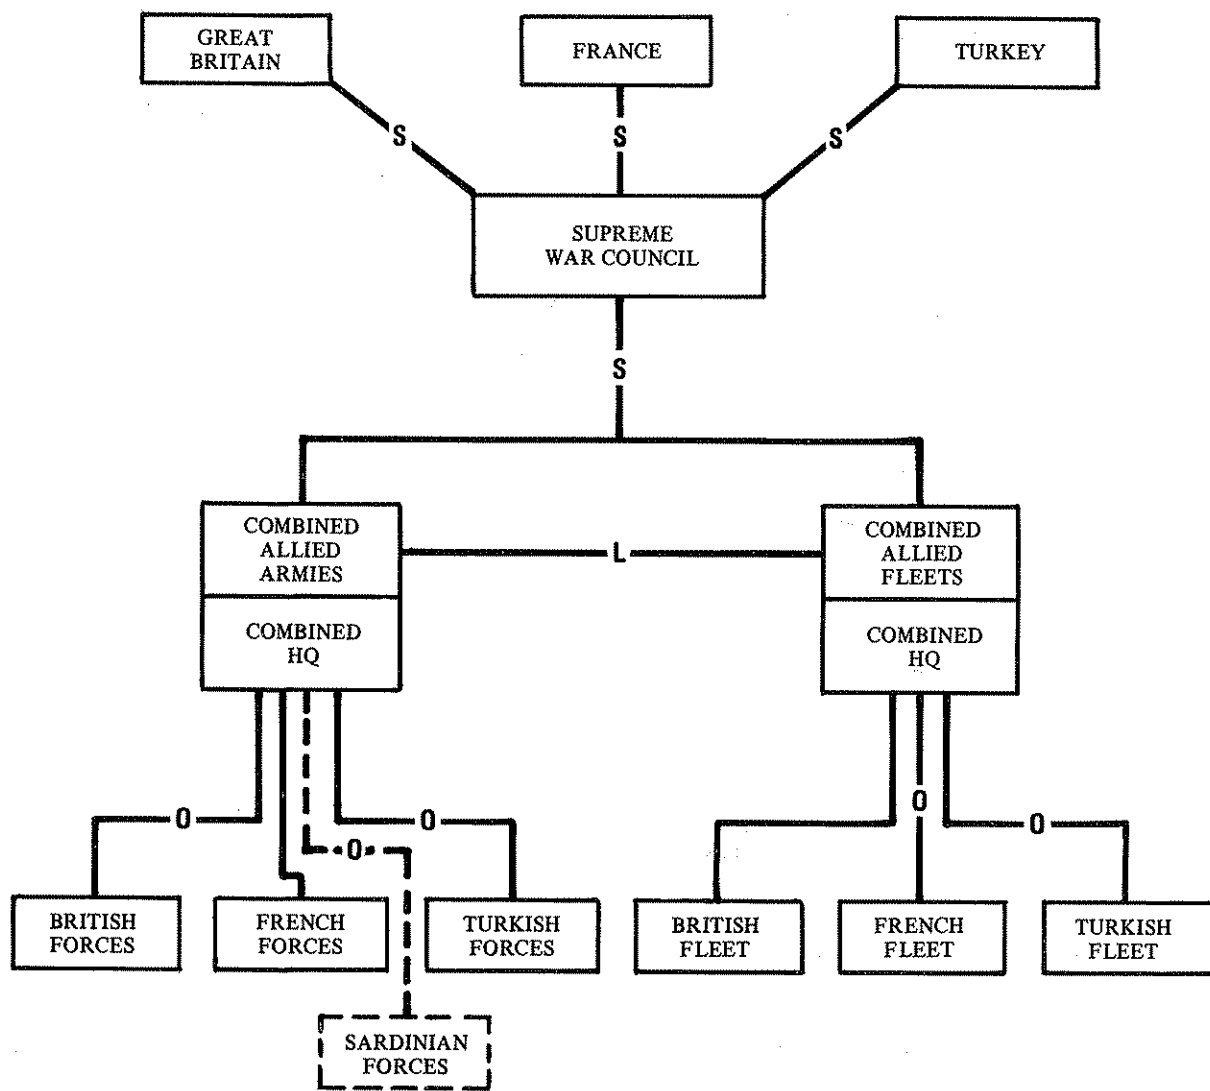 GREAT
BRITAIN
FRANCE
TURKEY
S
S
S
SUPREME
WAR COUNCIL
S
COMBINED
ALLIED
ARMIES
L
COMBINED
ALLIED
FLEETS
COMBINED
HQ
COMBINED
HQ
O
O
O
O
O
BRITISH
FORCES
FRENCH
FORCES
TURKISH
FORCES
BRITISH
FLEET
FRENCH
FLEET
TURKISH
FLEET
SARDINIAN
FORCES